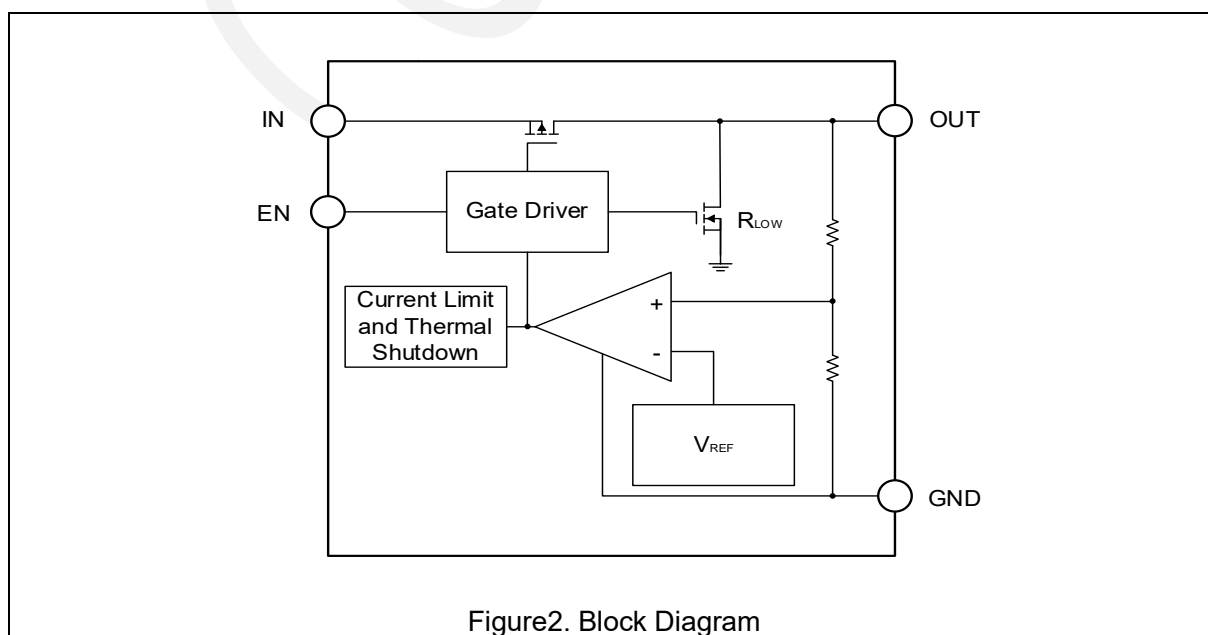 IN
OUT
EN
Gate Driver
RLOW
Current Limit
and Thermal
Shutdown
+
-
VREF
GND
Figure2. Block Diagram